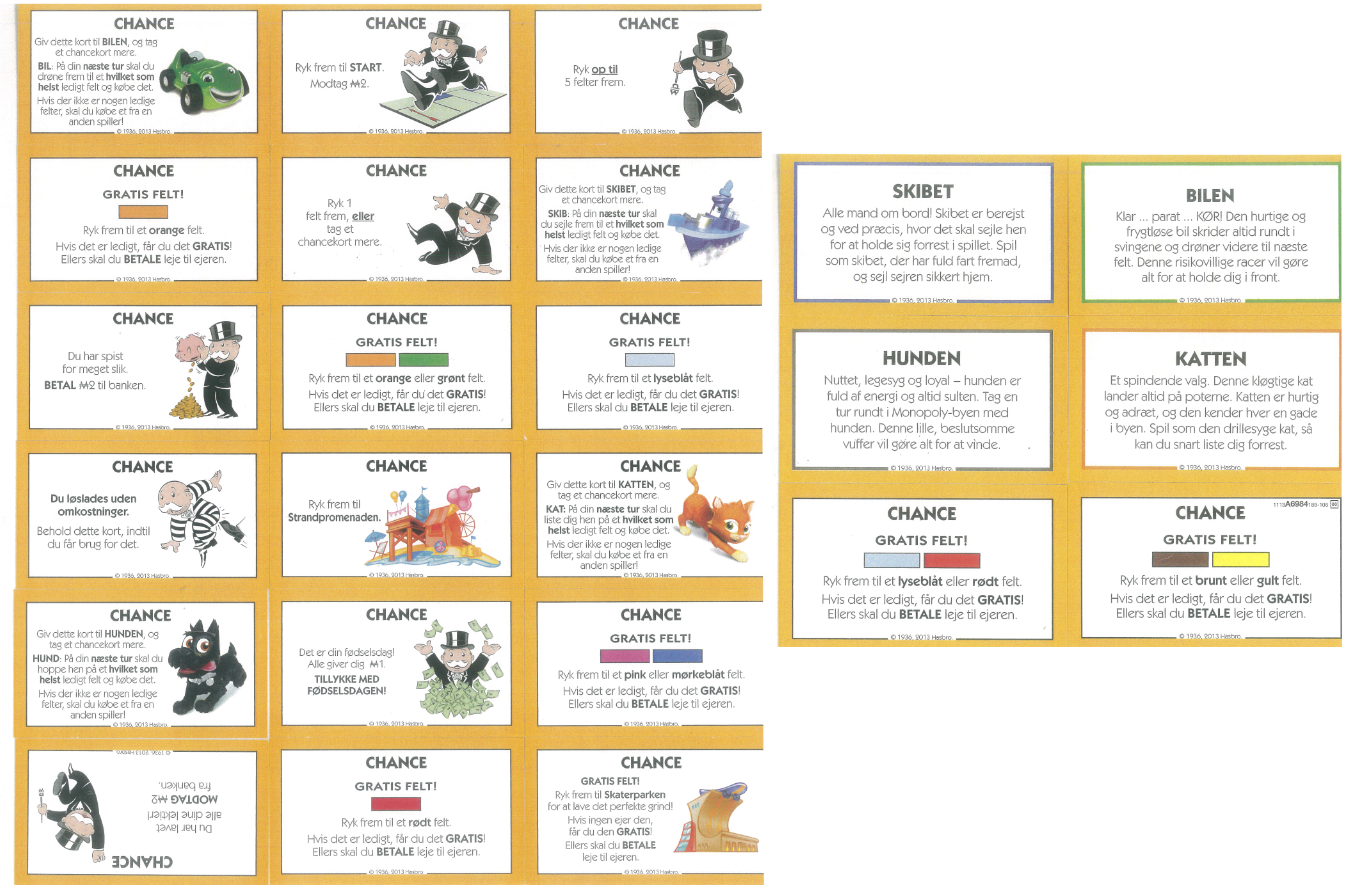 CHANCE
Giv dette kort til BILEN, og tag
et chancekort mere.
BIL: På din næste tur skal du
drøne frem til et hvilket som
helst ledigt felt og købe det.
Hvis der ikke er nogen ledige
felter, skal du købe et fra en
anden spiller!
© 1936, 2013 Hasbro.
CHANCE
Ryk frem til START.
Modtag ₩2.
© 1936, 2013 Hasbro.
CHANCE
Ryk op til
5 felter frem.
© 1936, 2013 Hasbro.
CHANCE
GRATIS FELT!
Ryk frem til et orange felt.
Hvis det er ledigt, får du det GRATIS!
Ellers skal du BETALE leje til ejeren.
© 1936, 2013 Hasbro.
CHANCE
Ryk 1
felt frem, eller
tag et
chancekort mere.
© 1936, 2013 Hasbro.
CHANCE
Giv dette kort til SKIBET, og tag
et chancekort mere.
SKIB: På din næste tur skal
du sejle frem til et hvilket som
helst ledigt felt og købe det.
Hvis der ikke er nogen ledige
felter, skal du købe et fra en
anden spiller!
© 1936, 2013 Hasbro.
CHANCE
Du har spist
for meget slik.
BETAL ₩2 til banken.
© 1936, 2013 Hasbro.
CHANCE
GRATIS FELT!
Ryk frem til et orange eller grønt felt.
Hvis det er ledigt, får du det GRATIS!
Ellers skal du BETALE leje til ejeren.
© 1936, 2013 Hasbro.
CHANCE
GRATIS FELT!
Ryk frem til et lyseblåt felt.
Hvis det er ledigt, får du det GRATIS!
Ellers skal du BETALE leje til ejeren.
© 1936, 2013 Hasbro.
CHANCE
Du løslades uden
omkostninger.
Behold dette kort, indtil
du får brug for det.
© 1936, 2013 Hasbro.
CHANCE
Ryk frem til
Strandpromenaden.
© 1936, 2013 Hasbro.
CHANCE
Giv dette kort til KATTEN, og
tag et chancekort mere.
KAT: På din næste tur skal du
liste dig hen på et hvilket som
helst ledigt felt og købe det.
Hvis der ikke er nogen ledige
felter, skal du købe et fra en
anden spiller!
© 1936, 2013 Hasbro.
CHANCE
Giv dette kort til HUNDEN, og
tag et chancekort mere.
HUND: På din næste tur skal du
hoppe hen på et hvilket som
helst ledigt felt og købe det.
Hvis der ikke er nogen ledige
felter, skal du købe et fra en
anden spiller!
© 1936, 2013 Hasbro.
CHANCE
Det er din fødselsdag!
Alle giver dig ₩1.
TILLYKKE MED
FØDSELSDAGEN!
© 1936, 2013 Hasbro.
CHANCE
GRATIS FELT!
Ryk frem til et pink eller mørkeblåt felt.
Hvis det er ledigt, får du det GRATIS!
Ellers skal du BETALE leje til ejeren.
© 1936, 2013 Hasbro.
CHANCE
Du har lavet
alle dine lektier!
MODTAG ₩2
fra banken.
© 1936, 2013 Hasbro.
CHANCE
GRATIS FELT!
Ryk frem til et rødt felt.
Hvis det er ledigt, får du det GRATIS!
Ellers skal du BETALE leje til ejeren.
© 1936, 2013 Hasbro.
CHANCE
GRATIS FELT!
Ryk frem til Skaterparken
for at lave det perfekte grind!
Hvis ingen ejer den,
får du den GRATIS!
Ellers skal du BETALE
leje til ejeren.
© 1936, 2013 Hasbro.
SKIBET
Alle mand om bord! Skibet er berejst
og ved præcis, hvor det skal sejle hen
for at holde sig forrest i spillet. Spil
som skibet, der har fuld fart fremad,
og sejl sejren sikkert hjem.
© 1936, 2013 Hasbro.
BILEN
Klar ... parat ... KØR! Den hurtige og
frygtløse bil skrider altid rundt i
svingene og drøner videre til næste
felt. Denne risikovillige racer vil gøre
alt for at holde dig i front.
© 1936, 2013 Hasbro.
HUNDEN
Nuttet, legesyg og loyal – hunden er
fuld af energi og altid sulten. Tag en
tur rundt i Monopoly-byen med
hunden. Denne lille, beslutsomme
vuffer vil gøre alt for at vinde.
© 1936, 2013 Hasbro.
KATTEN
Et spindende valg. Denne kløgtige kat
lander altid på poterne. Katten er hurtig
og adræt, og den kender hver en gade
i byen. Spil som den drillesyge kat, så
kan du snart liste dig forrest.
© 1936, 2013 Hasbro.
CHANCE
GRATIS FELT!
Ryk frem til et lyseblåt eller rødt felt.
Hvis det er ledigt, får du det GRATIS!
Ellers skal du BETALE leje til ejeren.
© 1936, 2013 Hasbro.
1113A6984189-108
CHANCE
GRATIS FELT!
Ryk frem til et brunt eller gult felt.
Hvis det er ledigt, får du det GRATIS!
Ellers skal du BETALE leje til ejeren.
© 1936, 2013 Hasbro.